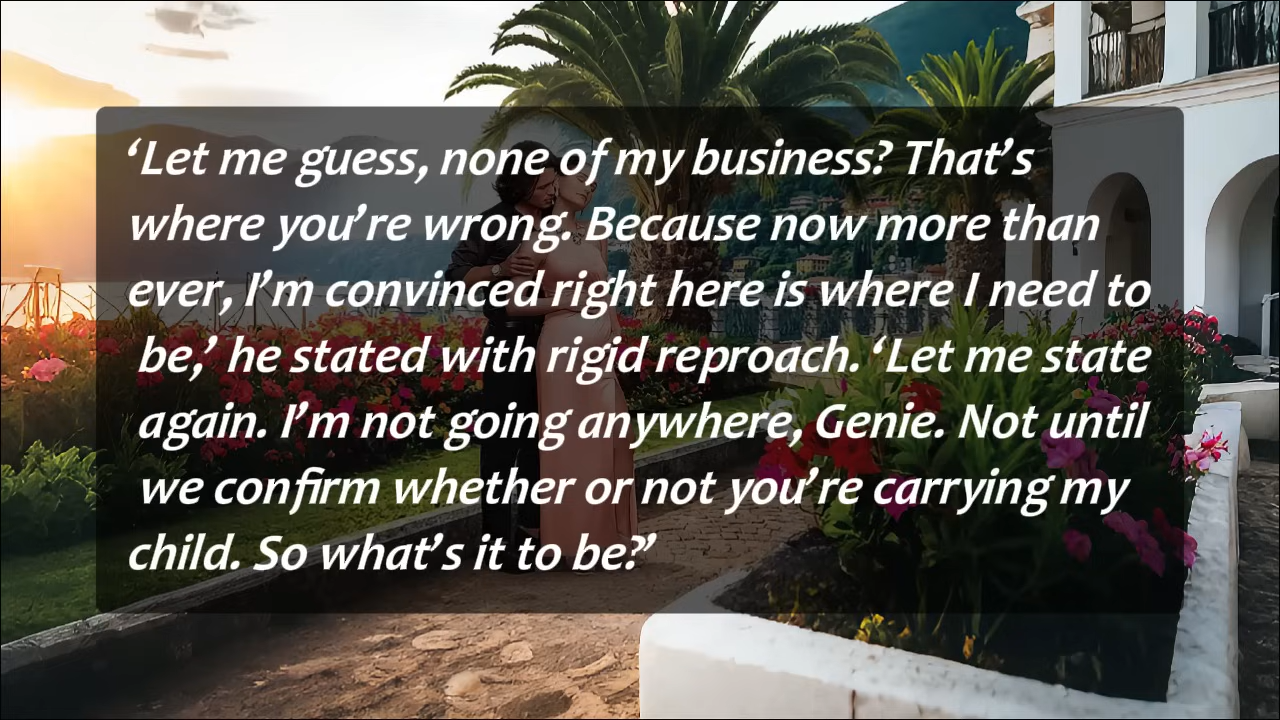 ‘Let me guess, none of my business? That’s
where you’re wrong. Because now more than
ever, I’m convinced right here is where I need to
be,’ he stated with rigid reproach. ‘Let me state
again. I’m not going anywhere, Genie. Not until
we confirm whether or not you’re carrying my
child. So what’s it to be?’